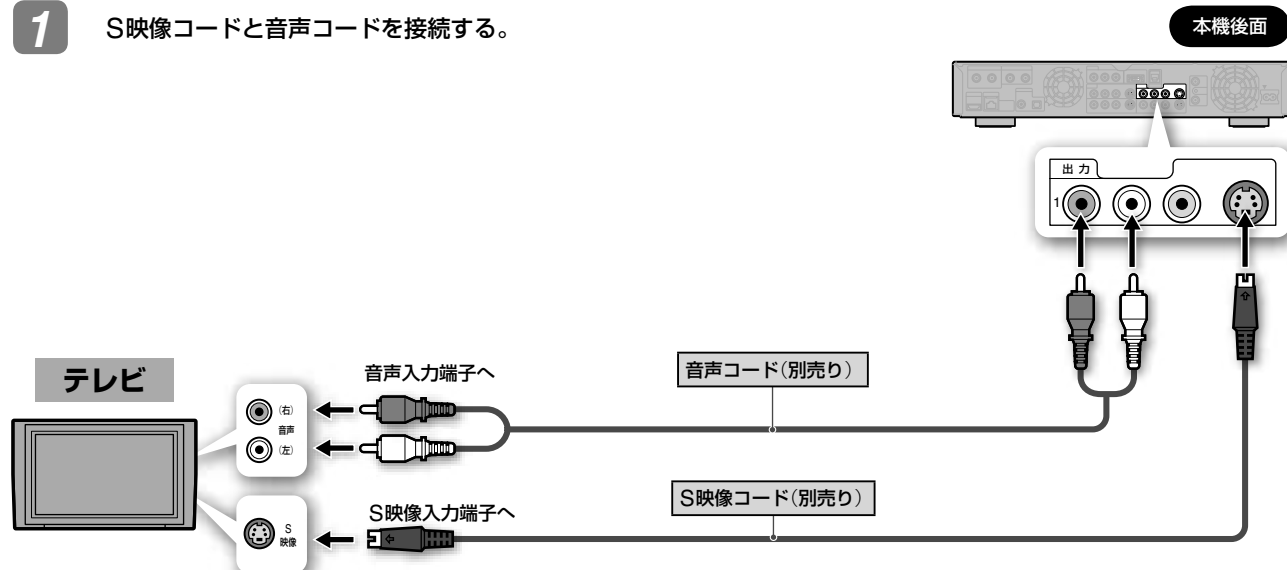 1
S映像コードと音声コードを接続する。
本機後面
出力
1
テレビ
音声入力端子へ
音声コード（別売り）
（右）
音声
（左）
S映像コード（別売り）
S映像入力端子へ
S
映像